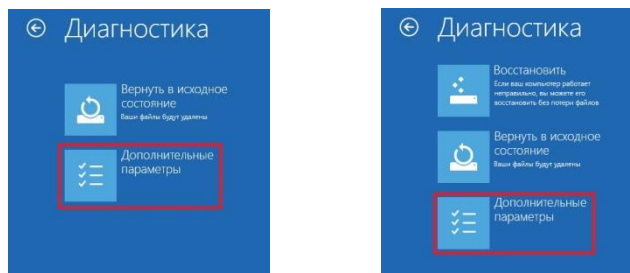 Диагностика
Вернуть в исходное
состояние
Ваши файлы будут удалены
Дополнительные
параметры
Диагностика
Восстановить
Если ваш компьютер работает
неправильно, вы можете его
восстановить без потери файлов
Вернуть в исходное
состояние
Ваши файлы будут удалены
Дополнительные
параметры